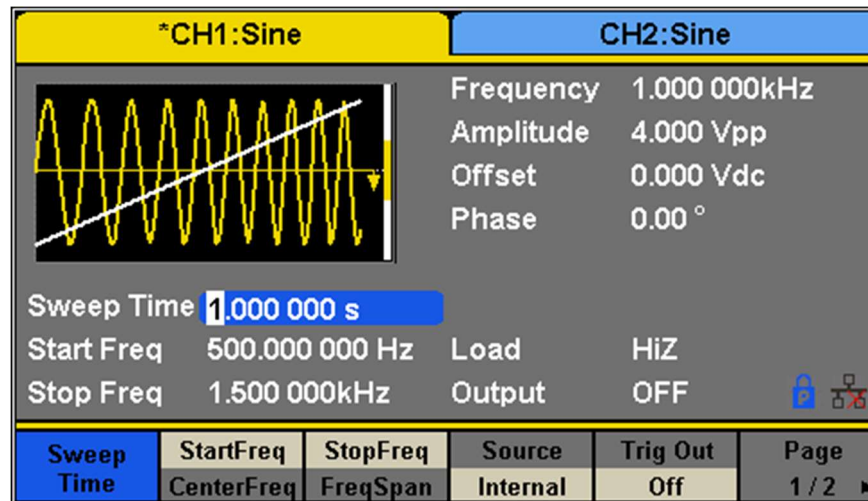 *CH1:Sine CH2:Sine
Frequency 1.000 000kHz
Amplitude 4.000 Vpp
Offset 0.000 Vdc
Phase 0.00 °
Sweep Time 1.000 000 s
Start Freq 500.000 000 Hz Load HiZ
Stop Freq 1.500 000kHz Output OFF P
Sweep StartFreq StopFreq Source Trig Out Page
Time CenterFreq FreqSpan Internal Off 1 / 2